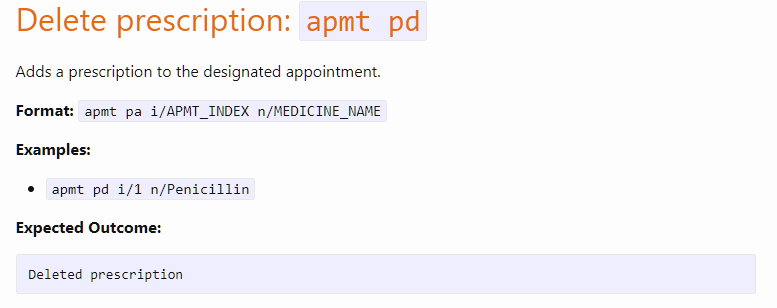 Delete prescription: apmt pd
Adds a prescription to the designated appointment.
Format: apmt pa i/APMT_INDEX n/MEDICINE_NAME
Examples:
• apmt pd i/1 n/Penicillin
Expected Outcome:
Deleted prescription